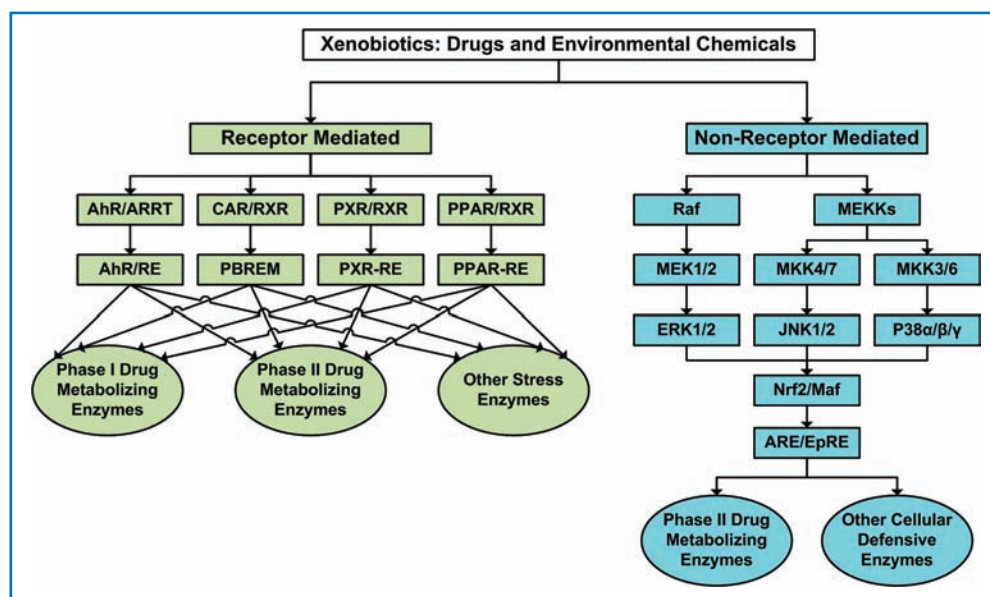 Xenobiotics: Drugs and Environmental Chemicals
Receptor Mediated
Non-Receptor Mediated
AhR/ARRT
CAR/RXR
PXR/RXR
PPAR/RXR
Raf
MEKKs
AhR/RE
PBREM
PXR-RE
PPAR-RE
MEK1/2
MKK4/7
MKK3/6
ERK1/2
JNK1/2
P38α/β/γ
Phase I Drug
Metabolizing
Enzymes
Phase II Drug
Metabolizing
Enzymes
Other Stress
Enzymes
Nrf2/Maf
ARE/EpRE
Phase II Drug
Metabolizing
Enzymes
Other Cellular
Defensive
Enzymes